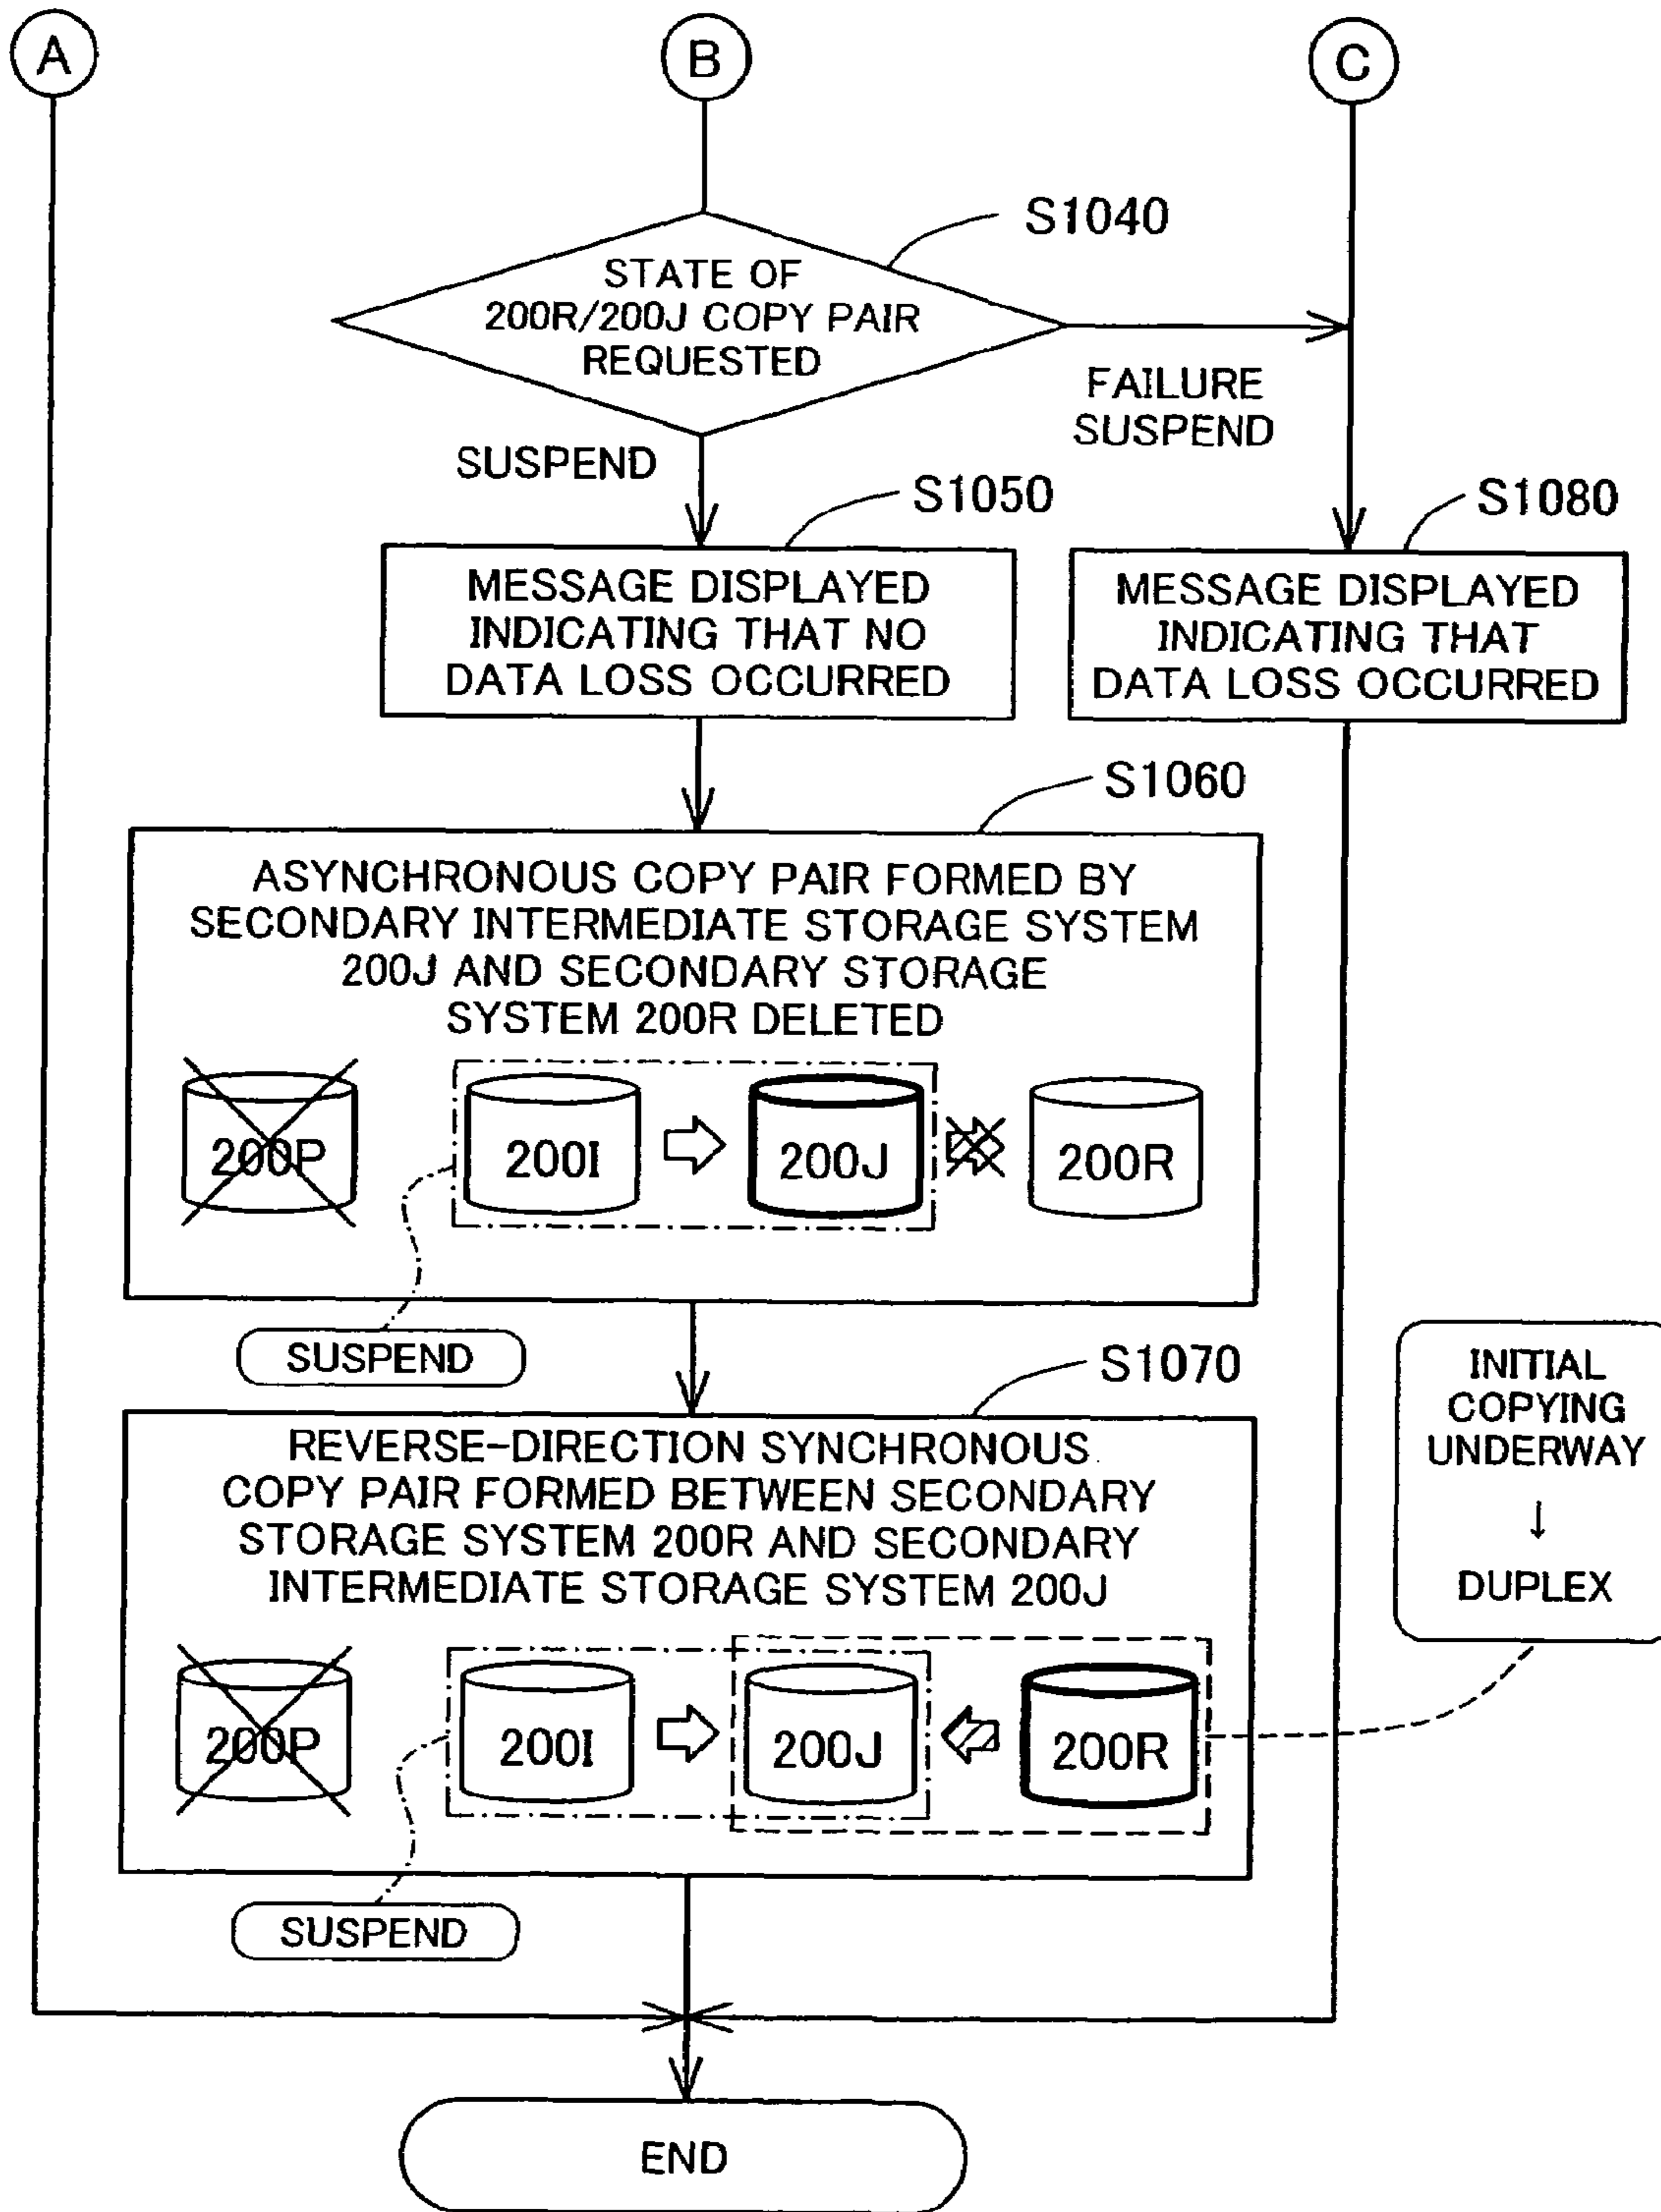 A
B
C
S1040
STATE OF
200R/200J COPY PAIR
REQUESTED
FAILURE
SUSPEND
SUSPEND
S1050
S1080
MESSAGE DISPLAYED
INDICATING THAT NO
DATA LOSS OCCURRED
MESSAGE DISPLAYED
INDICATING THAT
DATA LOSS OCCURRED
S1060
ASYNCHRONOUS COPY PAIR FORMED BY
SECONDARY INTERMEDIATE STORAGE SYSTEM
200J AND SECONDARY STORAGE
SYSTEM 200R DELETED
200P
200I
200J
200R
SUSPEND
S1070
INITIAL
COPYING
UNDERWAY
↓
DUPLEX
REVERSE-DIRECTION SYNCHRONOUS
COPY PAIR FORMED BETWEEN SECONDARY
STORAGE SYSTEM 200R AND SECONDARY
INTERMEDIATE STORAGE SYSTEM 200J
200P
200I
200J
200R
SUSPEND
END